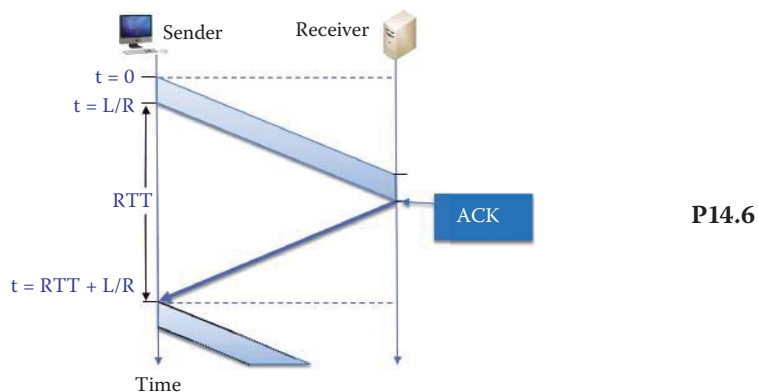 Sender
Receiver
t = 0
t = L/R
RTT
ACK
P14.6
t = RTT + L/R
Time